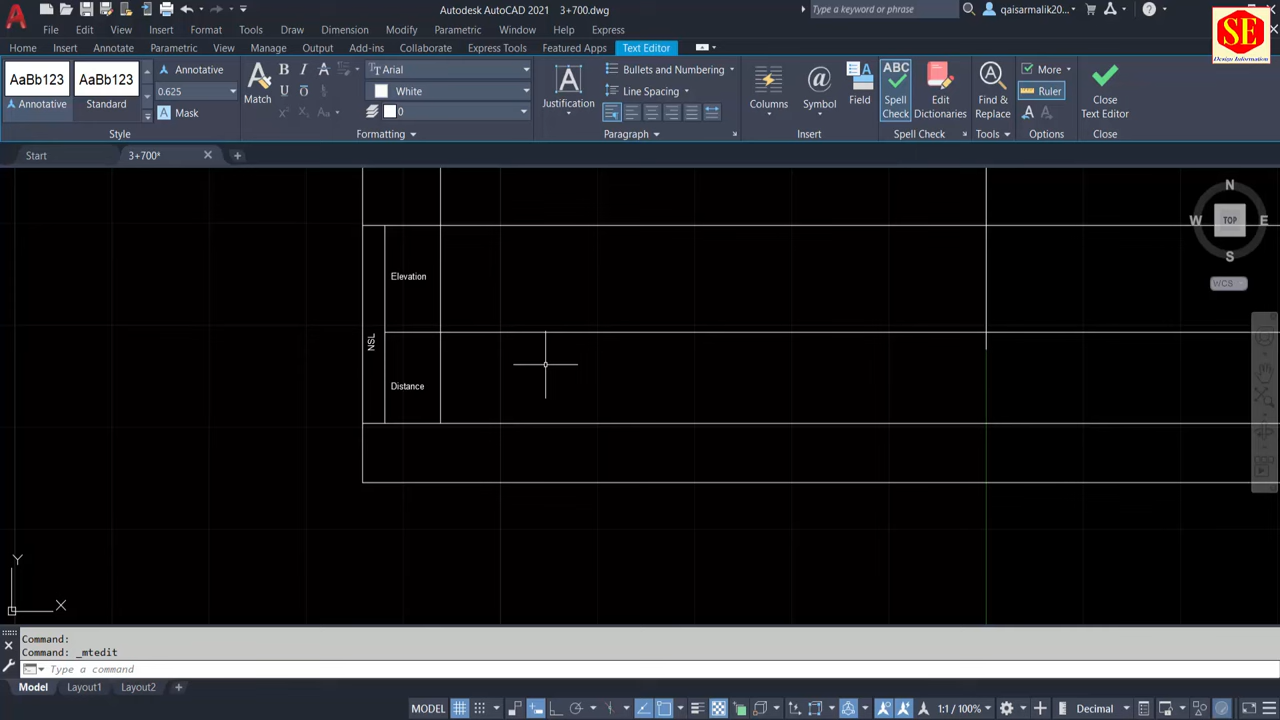 Autodesk AutoCAD 2021 3+700.dwg
Type a keyword or phrase
qaisarmalik20...
SE
Design Information
File Edit View Insert Format Tools Draw Dimension Modify Parametric Window Help Express
Home Insert Annotate Parametric View Manage Output Add-ins Collaborate Express Tools Featured Apps Text Editor
AaBb123 AaBb123 Annotative Match B I A Arial Bullets and Numbering More
Annotative Standard 0.625 U O White Line Spacing Ruler
Mask 0
Justification Columns Symbol Field
ABC Spell Check
Edit Dictionaries
Find & Replace
Close Text Editor
Style Formatting Paragraph Insert Spell Check Tools Options Close
Start 3+700*
N
W TOP E
S
WCS
Elevation
NSL
Distance
Y
X
Command:
Command: _mtedit
Type a command
Model Layout1 Layout2 +
MODEL 1:1 / 100% Decimal